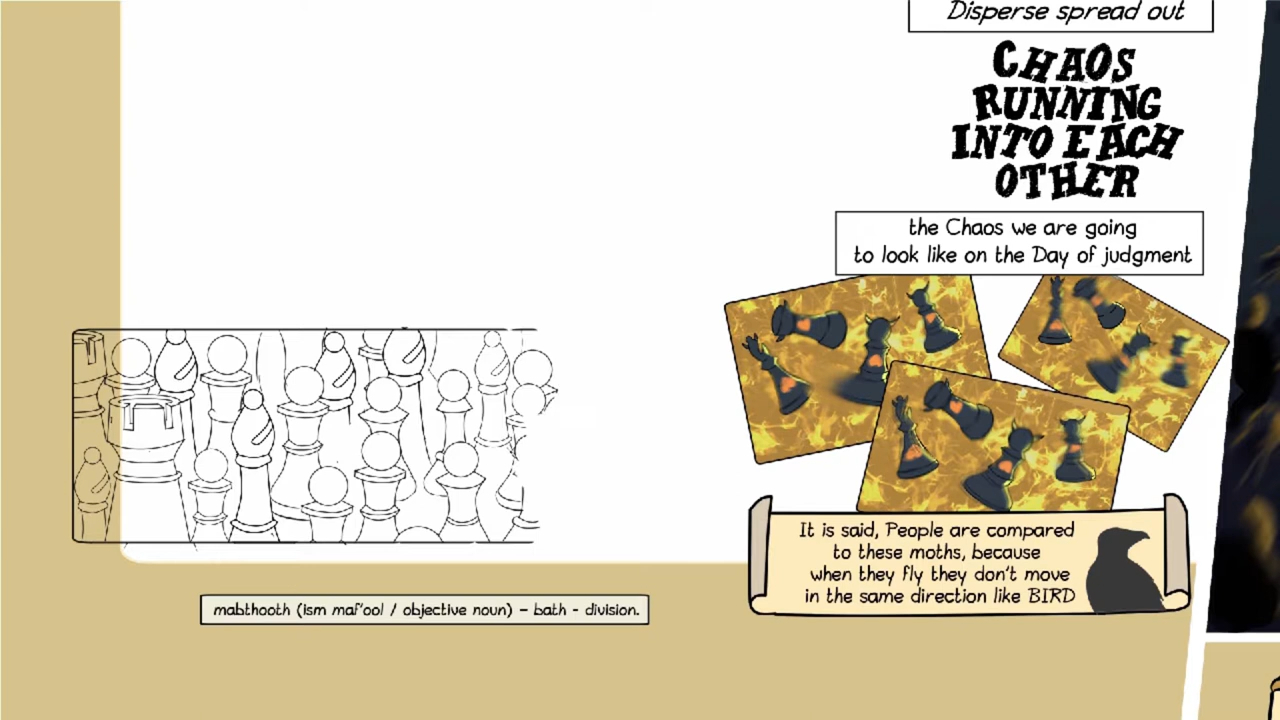 Disperse spread out
CHAOS
RUNNING
INTO EACH
OTHER
the Chaos we are going
to look like on the Day of judgment
It is said, People are compared
to these moths, because
when they fly they don't move
in the same direction like BIRD
mabthooth (ism maf'ool / objective noun) - bath - division.